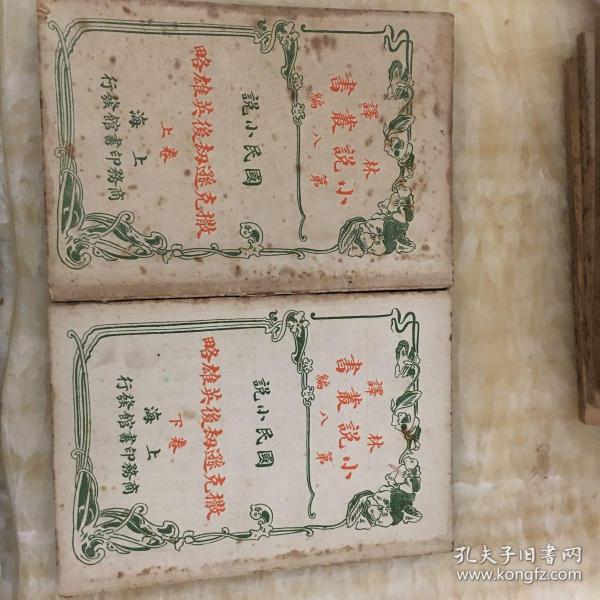 林譯
小說叢書
第八編
國民小說
撒克遜劫後英雄略
卷上
上海
商務印書館發行
林譯
小說叢書
第八編
國民小說
撒克遜劫後英雄略
卷下
上海
商務印書館發行
孔夫子旧书网
www.kongfz.com